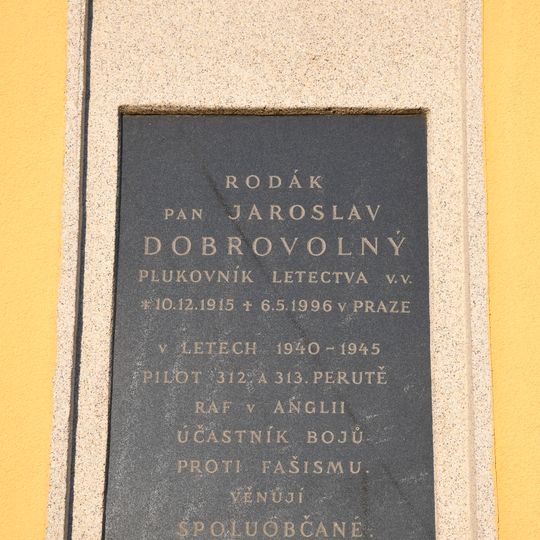 RODÁK
PAN JAROSLAV
DOBROVOLNÝ
PLUKOVNÍK LETECTVA V.V.
*10.12.1915 ✝ 6.5.1996 V PRAZE
V LETECH 1940-1945
PILOT 312. A 313. PERUTĚ
RAF V ANGLII
ÚČASTNÍK BOJŮ
PROTI FAŠISMU.
VĚNUJÍ
SPOLUOBČANÉ.